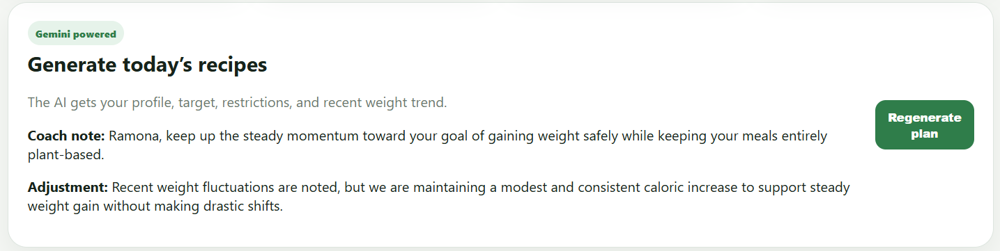 Gemini powered
Generate today’s recipes
The AI gets your profile, target, restrictions, and recent weight trend.
Coach note: Ramona, keep up the steady momentum toward your goal of gaining weight safely while keeping your meals entirely
plant-based.
Adjustment: Recent weight fluctuations are noted, but we are maintaining a modest and consistent caloric increase to support steady
weight gain without making drastic shifts.
Regenerate
plan